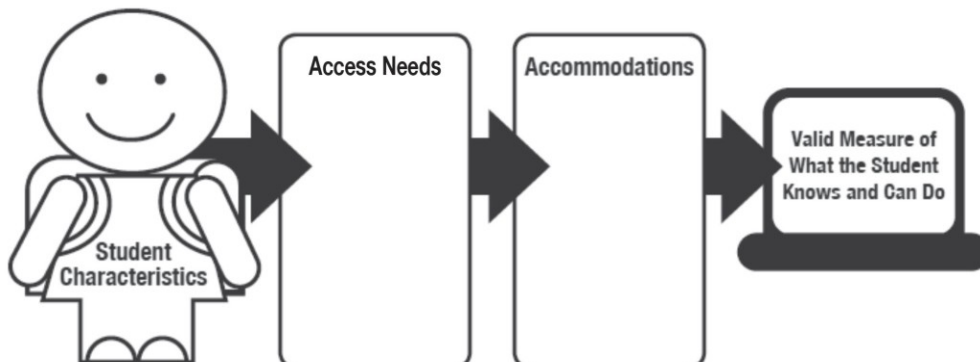 Student
Characteristics
Access Needs
Accommodations
Valid Measure of
What the Student
Knows and Can Do